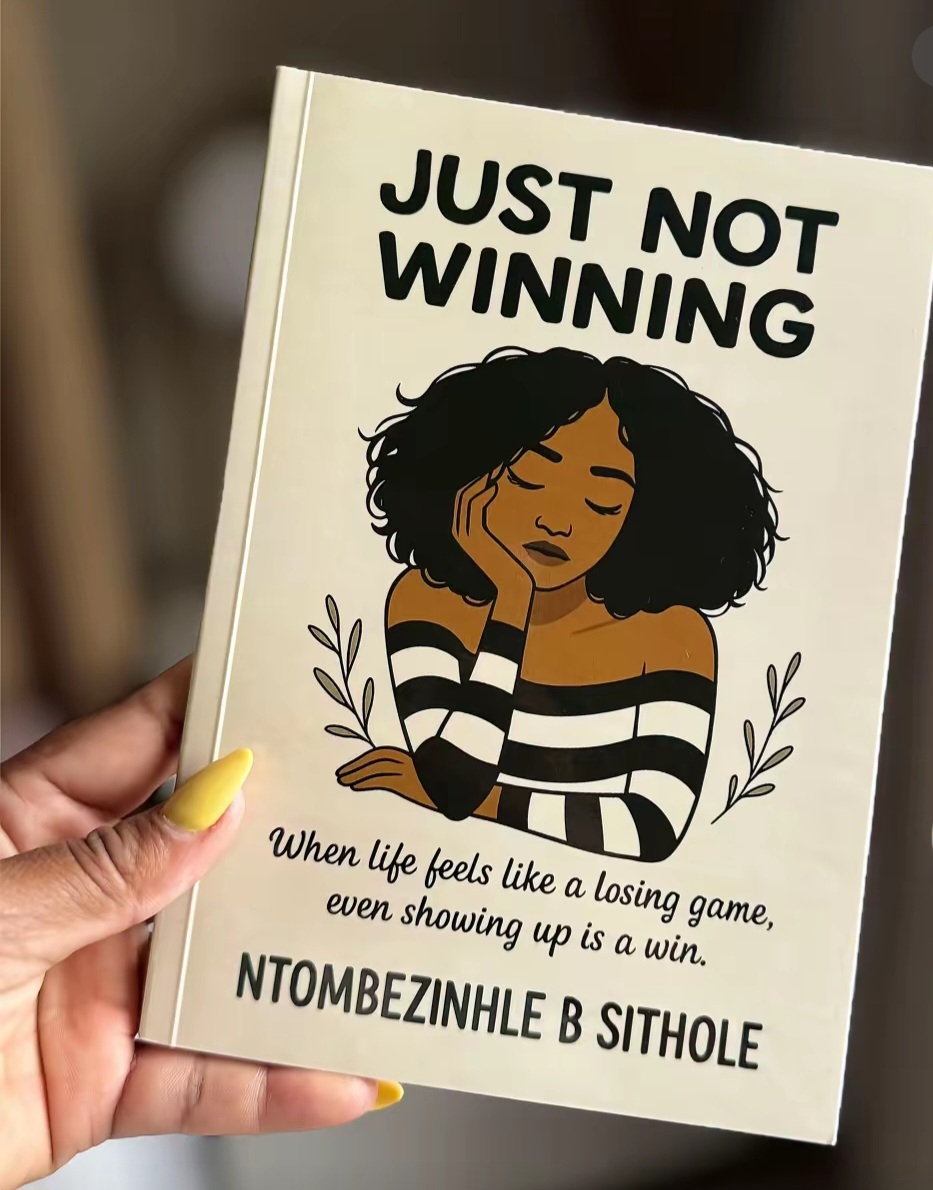 JUST NOT
WINNING
When life feels like a losing game,
even showing up is a win.
NTOMBEZINHLE B SITHOLE